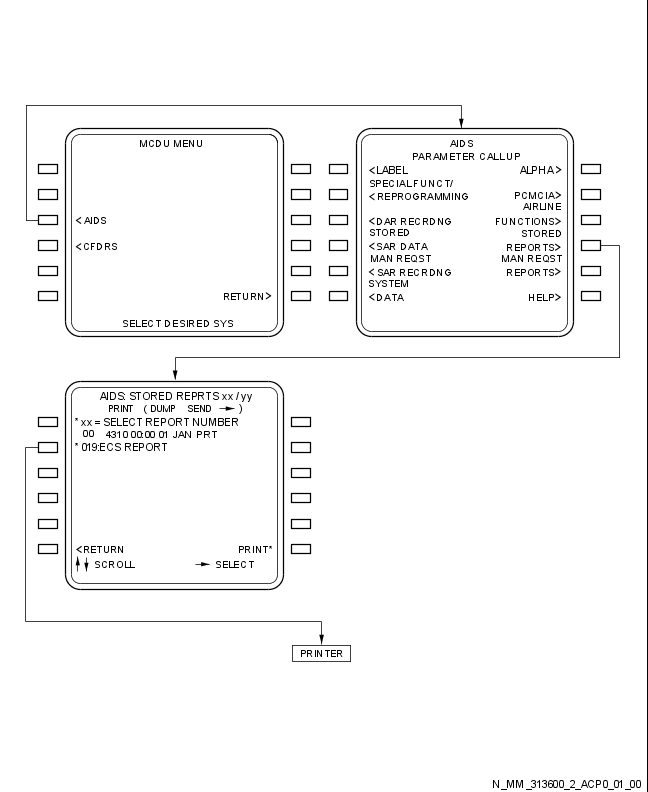 MCDU MENU
<AIDS
<CFDRS
RETURN>
SELECT DESIRED SYS
AIDS
PARAMETER CALLUP
<LABEL ALPHA>
SPECIAL FUNCT/
<REPROGRAMMING PCMCIA>
AIRLINE
<DAR RECRDNG FUNCTIONS>
STORED STORED
<SAR DATA REPORTS>
MAN REQST MAN REQST
<SAR RECRDNG REPORTS>
SYSTEM
<DATA HELP>
AIDS: STORED REPRTS xx/yy
PRINT (DUMP SEND → )
* xx = SELECT REPORT NUMBER
00 4310 00:00 01 JAN PRT
* 019:ECS REPORT
<RETURN PRINT*
↑↓ SCROLL → SELECT
PRINTER
N_MM_313600_2_ACP0_01_00